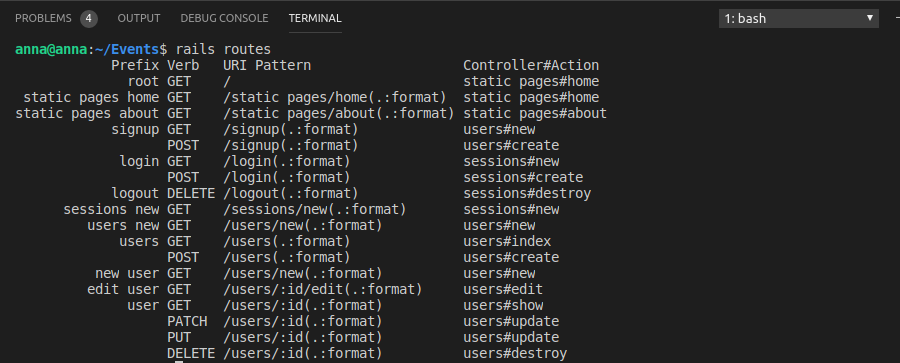 PROBLEMS 4 OUTPUT DEBUG CONSOLE TERMINAL 1: bash
anna@anna:~/Events$ rails routes
Prefix Verb URI Pattern Controller#Action
root GET / static pages#home
static pages home GET /static pages/home(.:format) static pages#home
static pages about GET /static pages/about(.:format) static pages#about
signup GET /signup(.:format) users#new
POST /signup(.:format) users#create
login GET /login(.:format) sessions#new
POST /login(.:format) sessions#create
logout DELETE /logout(.:format) sessions#destroy
sessions new GET /sessions/new(.:format) sessions#new
users new GET /users/new(.:format) users#new
users GET /users(.:format) users#index
POST /users(.:format) users#create
new user GET /users/new(.:format) users#new
edit user GET /users/:id/edit(.:format) users#edit
user GET /users/:id(.:format) users#show
PATCH /users/:id(.:format) users#update
PUT /users/:id(.:format) users#update
DELETE /users/:id(.:format) users#destroy